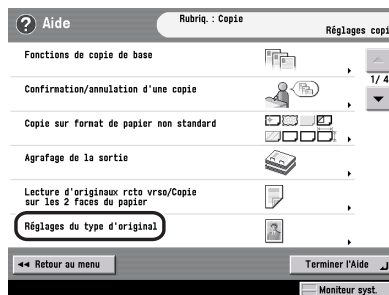 ? Aide
Rubriq. : Copie
Réglages copi
Fonctions de copie de base
1/ 4
Confirmation/annulation d'une copie
Copie sur format de papier non standard
Agrafage de la sortie
Lecture d'originaux rcto vrso/Copie
sur les 2 faces du papier
Réglages du type d'original
◄◄ Retour au menu
Terminer l'Aide
Moniteur syst.